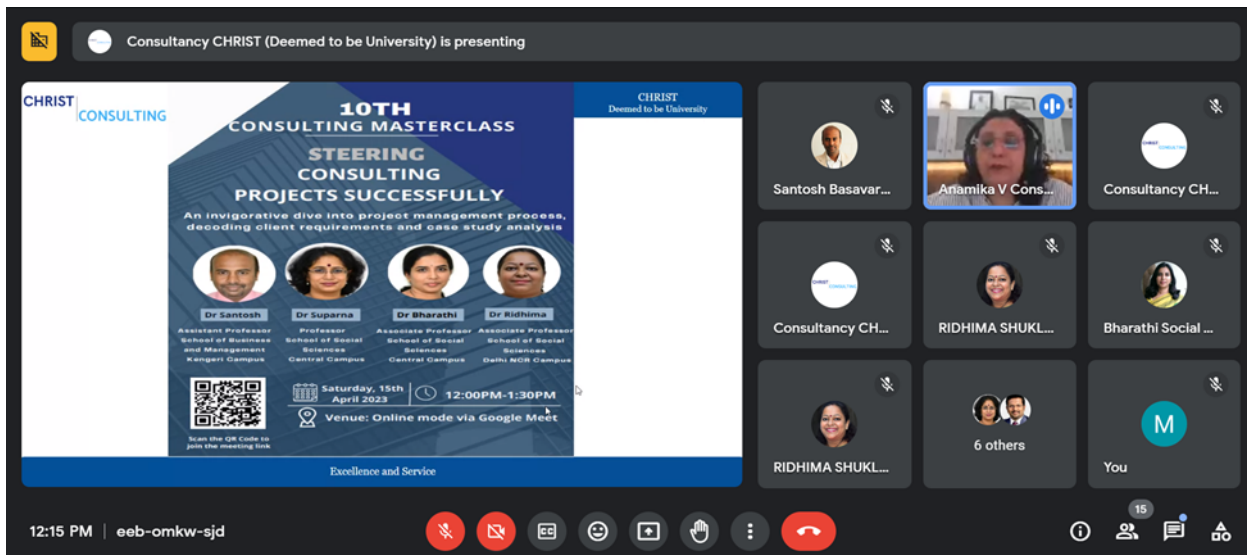 Consultancy CHRIST (Deemed to be University) is presenting
CHRIST
CONSULTING
CHRIST
Deemed to be University
10TH
CONSULTING MASTERCLASS
STEERING
CONSULTING
PROJECTS SUCCESSFULLY
An invigorative dive into project management process,
decoding client requirements and case study analysis
Dr Santosh
Assistant Professor
School of Business
and Management
Kengeri Campus
Dr Suparna
Professor
School of Social
Sciences
Central Campus
Dr Bharathi
Associate Professor
School of Social
Sciences
Central Campus
Dr Ridhima
Associate Professor
School of Social
Sciences
Delhi NCR Campus
Scan the QR Code to
join the meeting link
Saturday, 15th
April 2023
12:00PM-1:30PM
Venue: Online mode via Google Meet
Excellence and Service
Santosh Basavar...
Anamika V Cons...
Consultancy CH...
Consultancy CH...
RIDHIMA SHUKL...
Bharathi Social ...
RIDHIMA SHUKL...
6 others
M
You
12:15 PM | eeb-omkw-sjd
CC
15